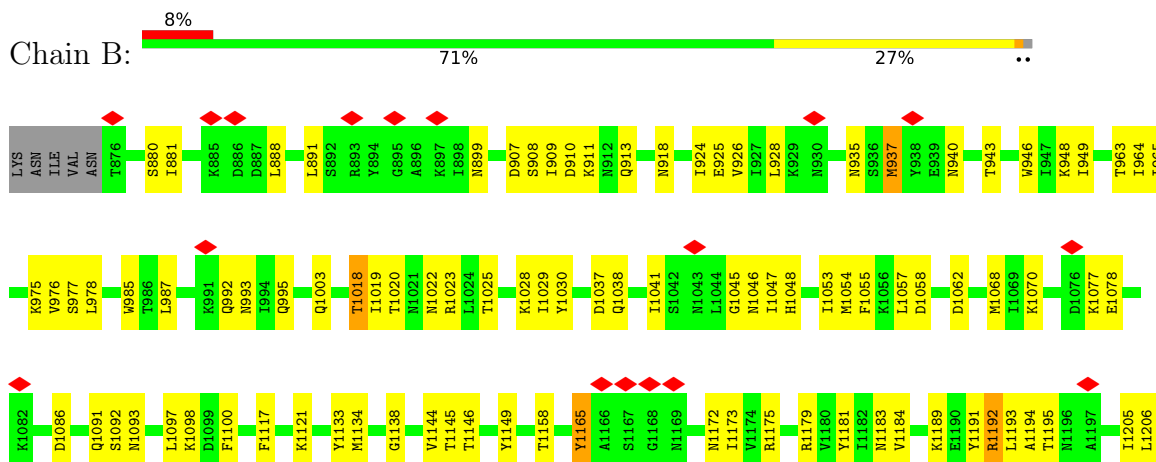 8%
Chain B:
71% 27% ••
LYS ASN ILE VAL ASN T876 S880 I881 K885 D886 D887 L888 L891 S892 R893 Y894 G895 A896 K897 I898 N899 D907 S908 I909 D910 K911 N912 Q913 N918 I924 E925 V926 I927 L928 K929 N930 N935 S936 M937 Y938 E939 N940 T943 W946 I947 K948 I949 T963 I964
K975 V976 S977 L978 W985 T986 L987 K991 Q992 N993 I994 Q995 Q1003 T1018 I1019 T1020 N1021 N1022 R1023 L1024 T1025 K1028 I1029 Y1030 D1037 Q1038 I1041 S1042 N1043 L1044 G1045 N1046 I1047 H1048 I1053 M1054 F1055 K1056 L1057 D1058 D1062 M1068 I1069 K1070 D1076 K1077 E1078
K1082 D1086 Q1091 S1092 N1093 L1097 K1098 D1099 F1100 F1117 K1121 Y1133 M1134 G1138 V1144 T1145 T1146 Y1149 T1158 Y1165 A1166 S1167 G1168 N1169 N1172 I1173 V1174 R1175 R1179 V1180 Y1181 I1182 N1183 V1184 K1189 E1190 Y1191 R1192 L1193 A1194 T1195 N1196 A1197 I1205 L1206